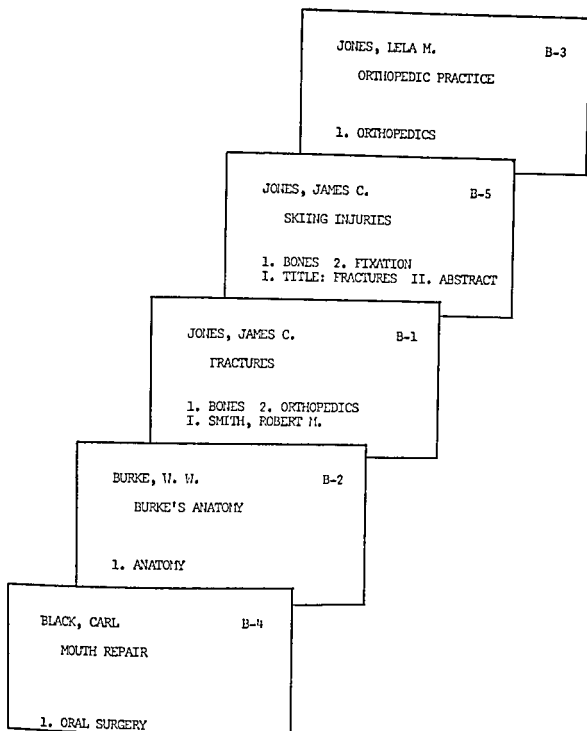 JONES, LELA M. B-3
ORTHOPEDIC PRACTICE
1. ORTHOPEDICS
JONES, JAMES C. B-5
SKIING INJURIES
1. BONES 2. FIXATION
I. TITLE: FRACTURES II. ABSTRACT
JONES, JAMES C. B-1
FRACTURES
1. BONES 2. ORTHOPEDICS
I. SMITH, ROBERT M.
BURKE, W. W. B-2
BURKE'S ANATOMY
1. ANATOMY
BLACK, CARL B-4
MOUTH REPAIR
1. ORAL SURGERY